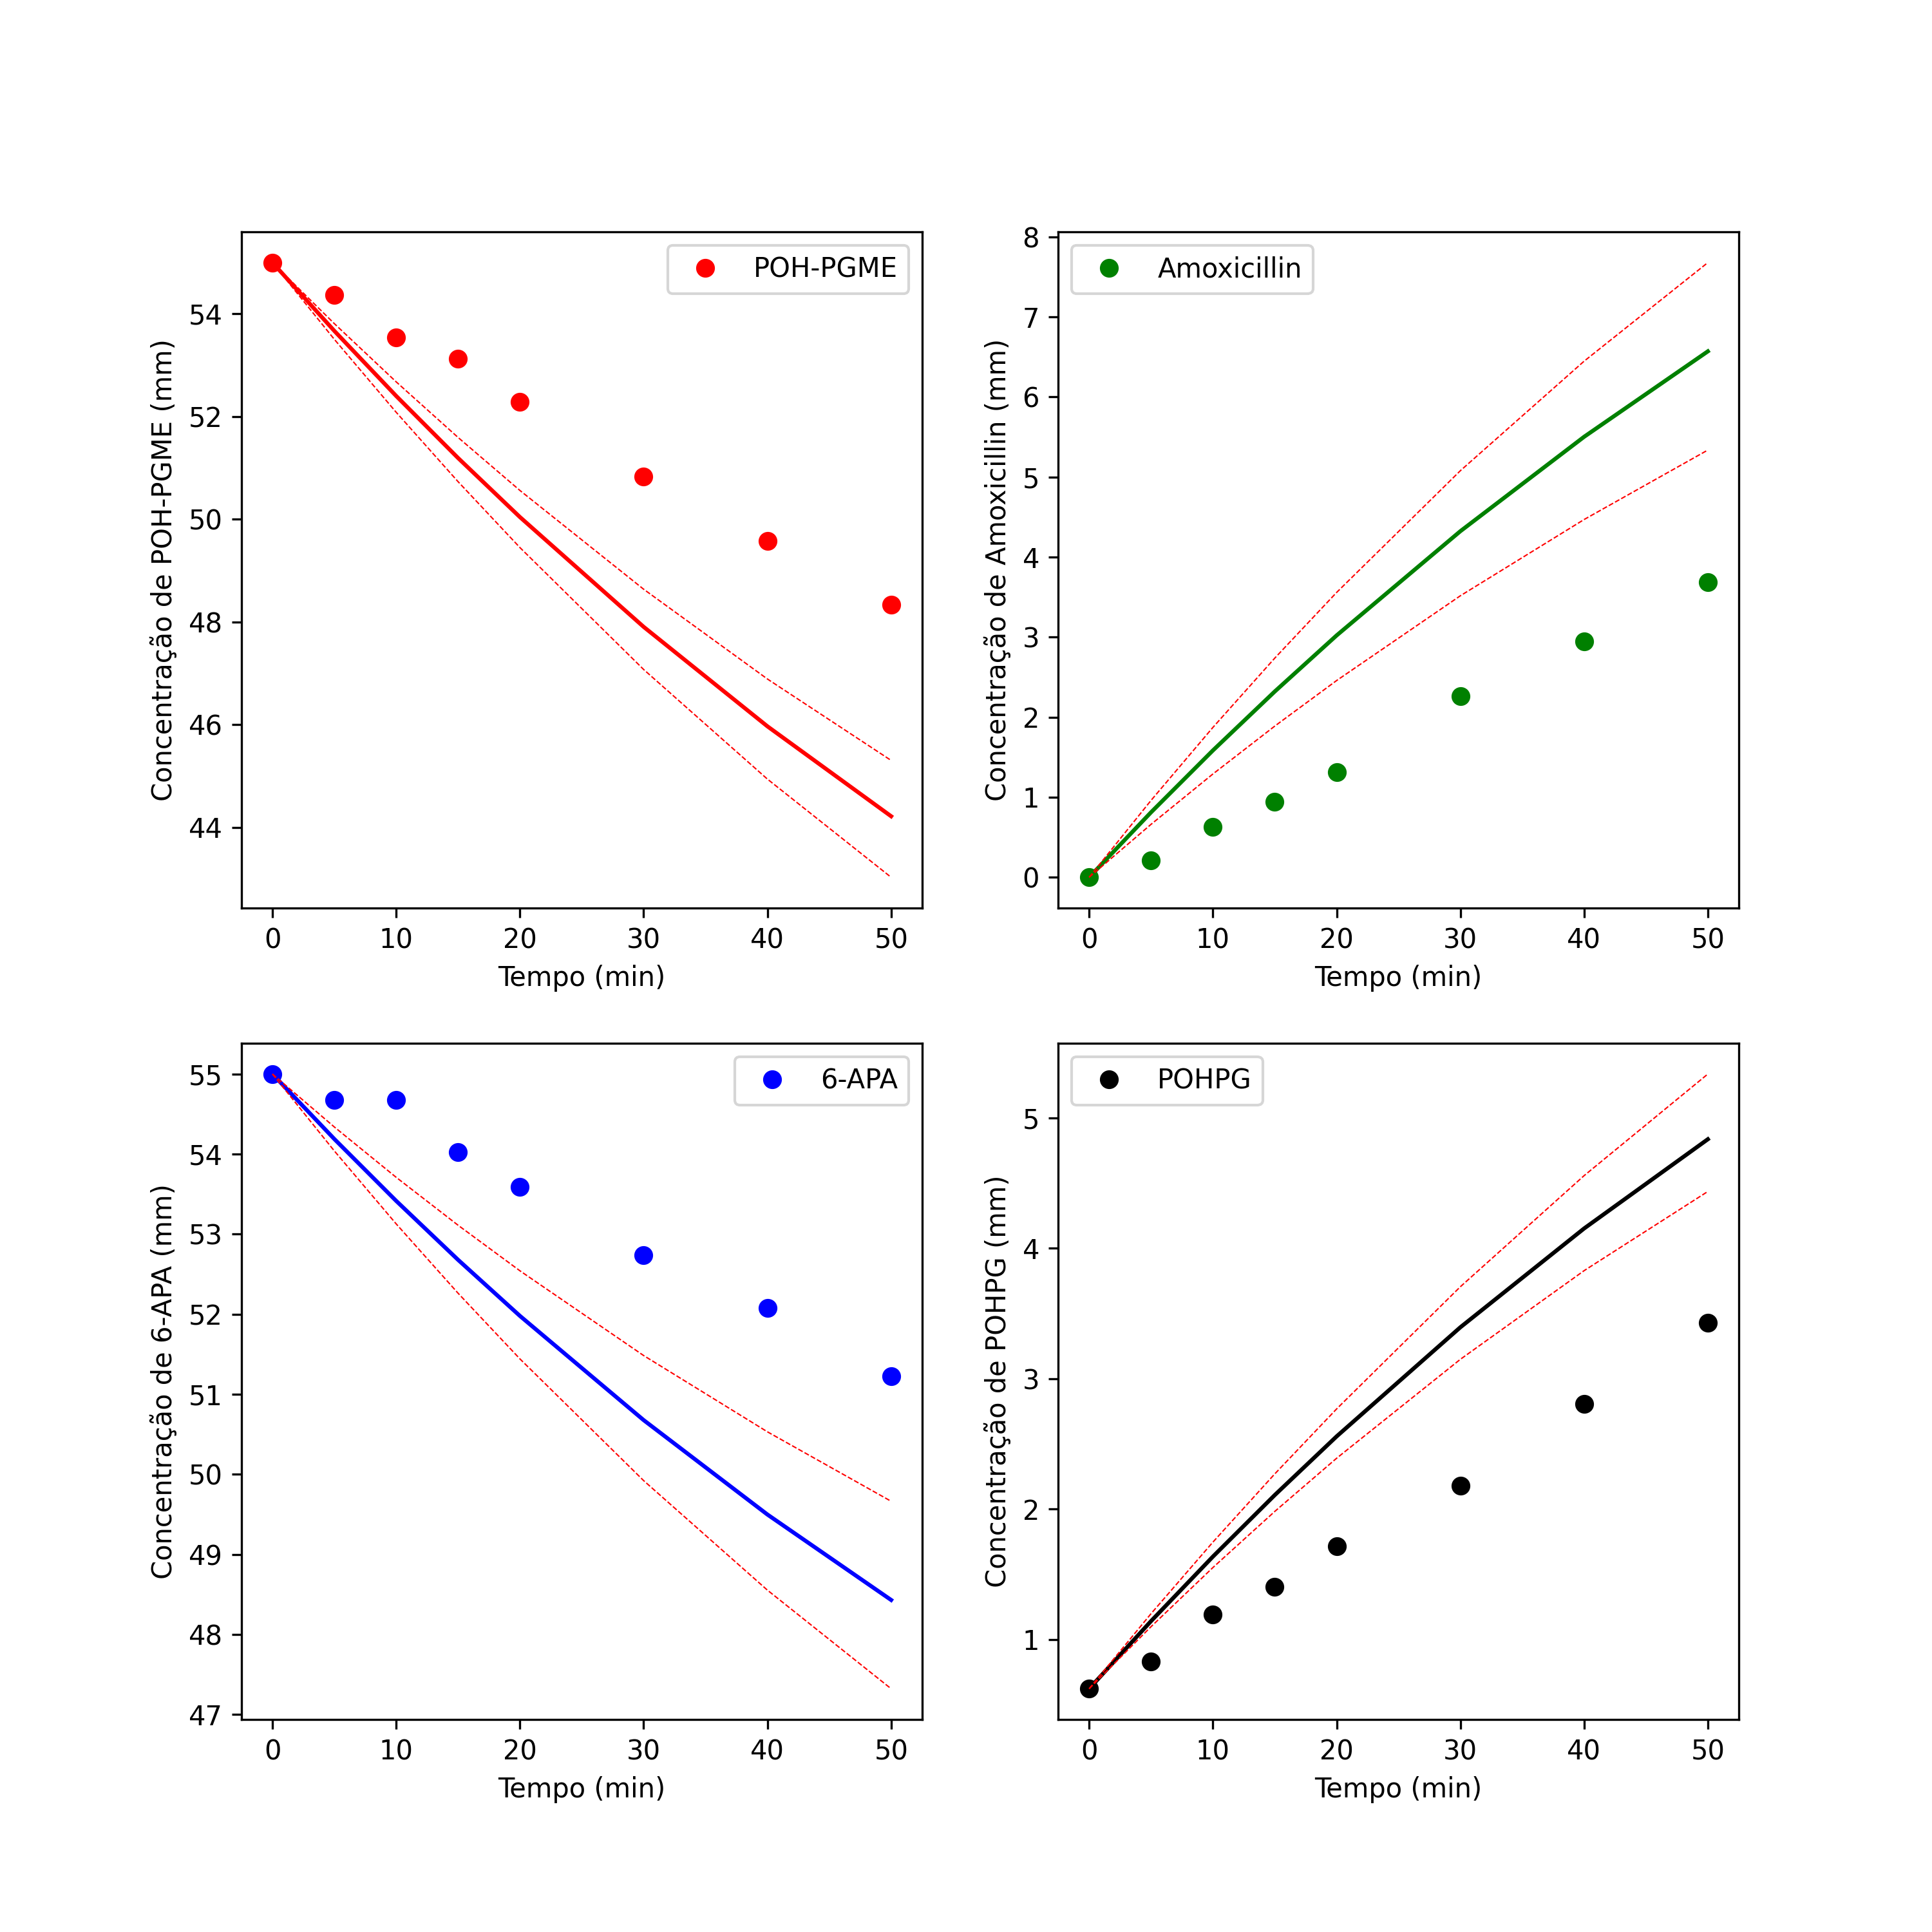 POH-PGME
Concentração de POH-PGME (mm)
54
52
50
48
46
44
0 10 20 30 40 50
Tempo (min)
Amoxicillin
Concentração de Amoxicillin (mm)
8
7
6
5
4
3
2
1
0
0 10 20 30 40 50
Tempo (min)
6-APA
Concentração de 6-APA (mm)
55
54
53
52
51
50
49
48
47
0 10 20 30 40 50
Tempo (min)
POHPG
Concentração de POHPG (mm)
5
4
3
2
1
0 10 20 30 40 50
Tempo (min)